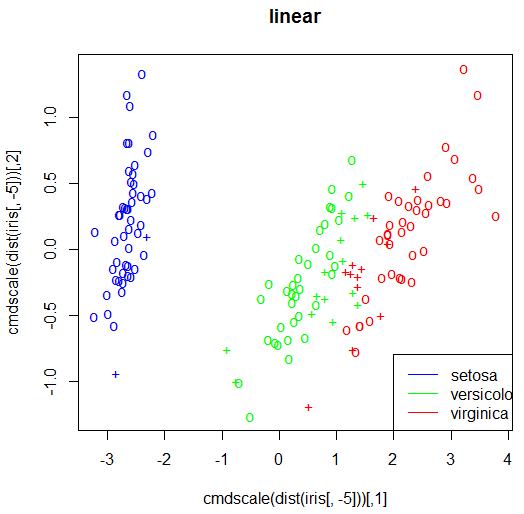 linear
cmdscale(dist(iris[, -5]))[,2]
1.0
0.5
0.0
-0.5
-1.0
setosa
versicolo
virginica
-3 -2 -1 0 1 2 3 4
cmdscale(dist(iris[, -5]))[,1]